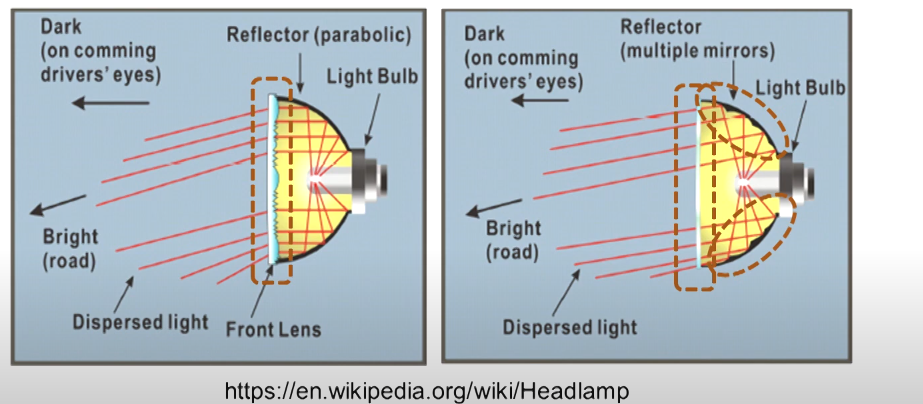 Dark
(on comming
drivers' eyes)
Reflector (parabolic)
Light Bulb
Bright
(road)
Dispersed light
Front Lens
Dark
(on comming
drivers' eyes)
Reflector
(multiple mirrors)
Light Bulb
Bright
(road)
Dispersed light
https://en.wikipedia.org/wiki/Headlamp